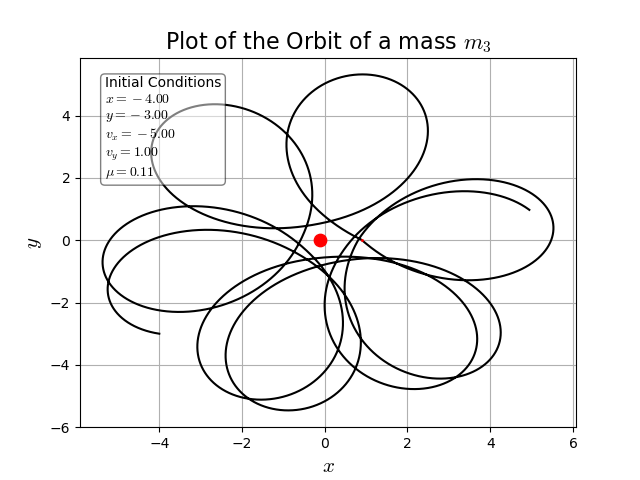 Plot of the Orbit of a mass m₃
Initial Conditions
x = −4.00
y = −3.00
vₓ = −5.00
v_y = 1.00
μ = 0.11
4
2
0
−2
−4
−6
−4
−2
0
2
4
6
y
x